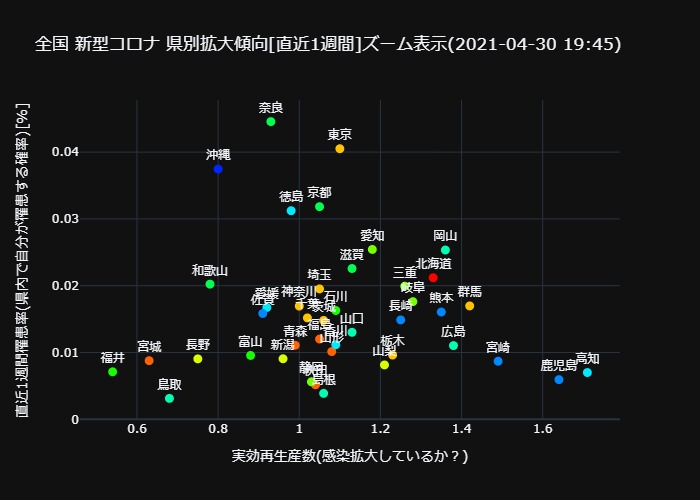 全国 新型コロナ 県別拡大傾向[直近1週間]ズーム表示(2021-04-30 19:45)
直近1週間罹患率(県内で自分が罹患する確率)[%]
奈良
東京
0.04
沖縄
徳島
京都
0.03
愛知
岡山
滋賀
北海道
和歌山
埼玉
三重
0.02
愛媛
神奈川
石川
岐阜
熊本
群馬
佐賀
千葉
茨城
長崎
福島
山口
青森
香川
山形
広島
栃木
0.01
福井
宮城
長野
富山
新潟
山梨
宮崎
鹿児島
高知
静岡
秋田
鳥取
島根
0
0.6
0.8
1
1.2
1.4
1.6
実効再生産数(感染拡大しているか？)